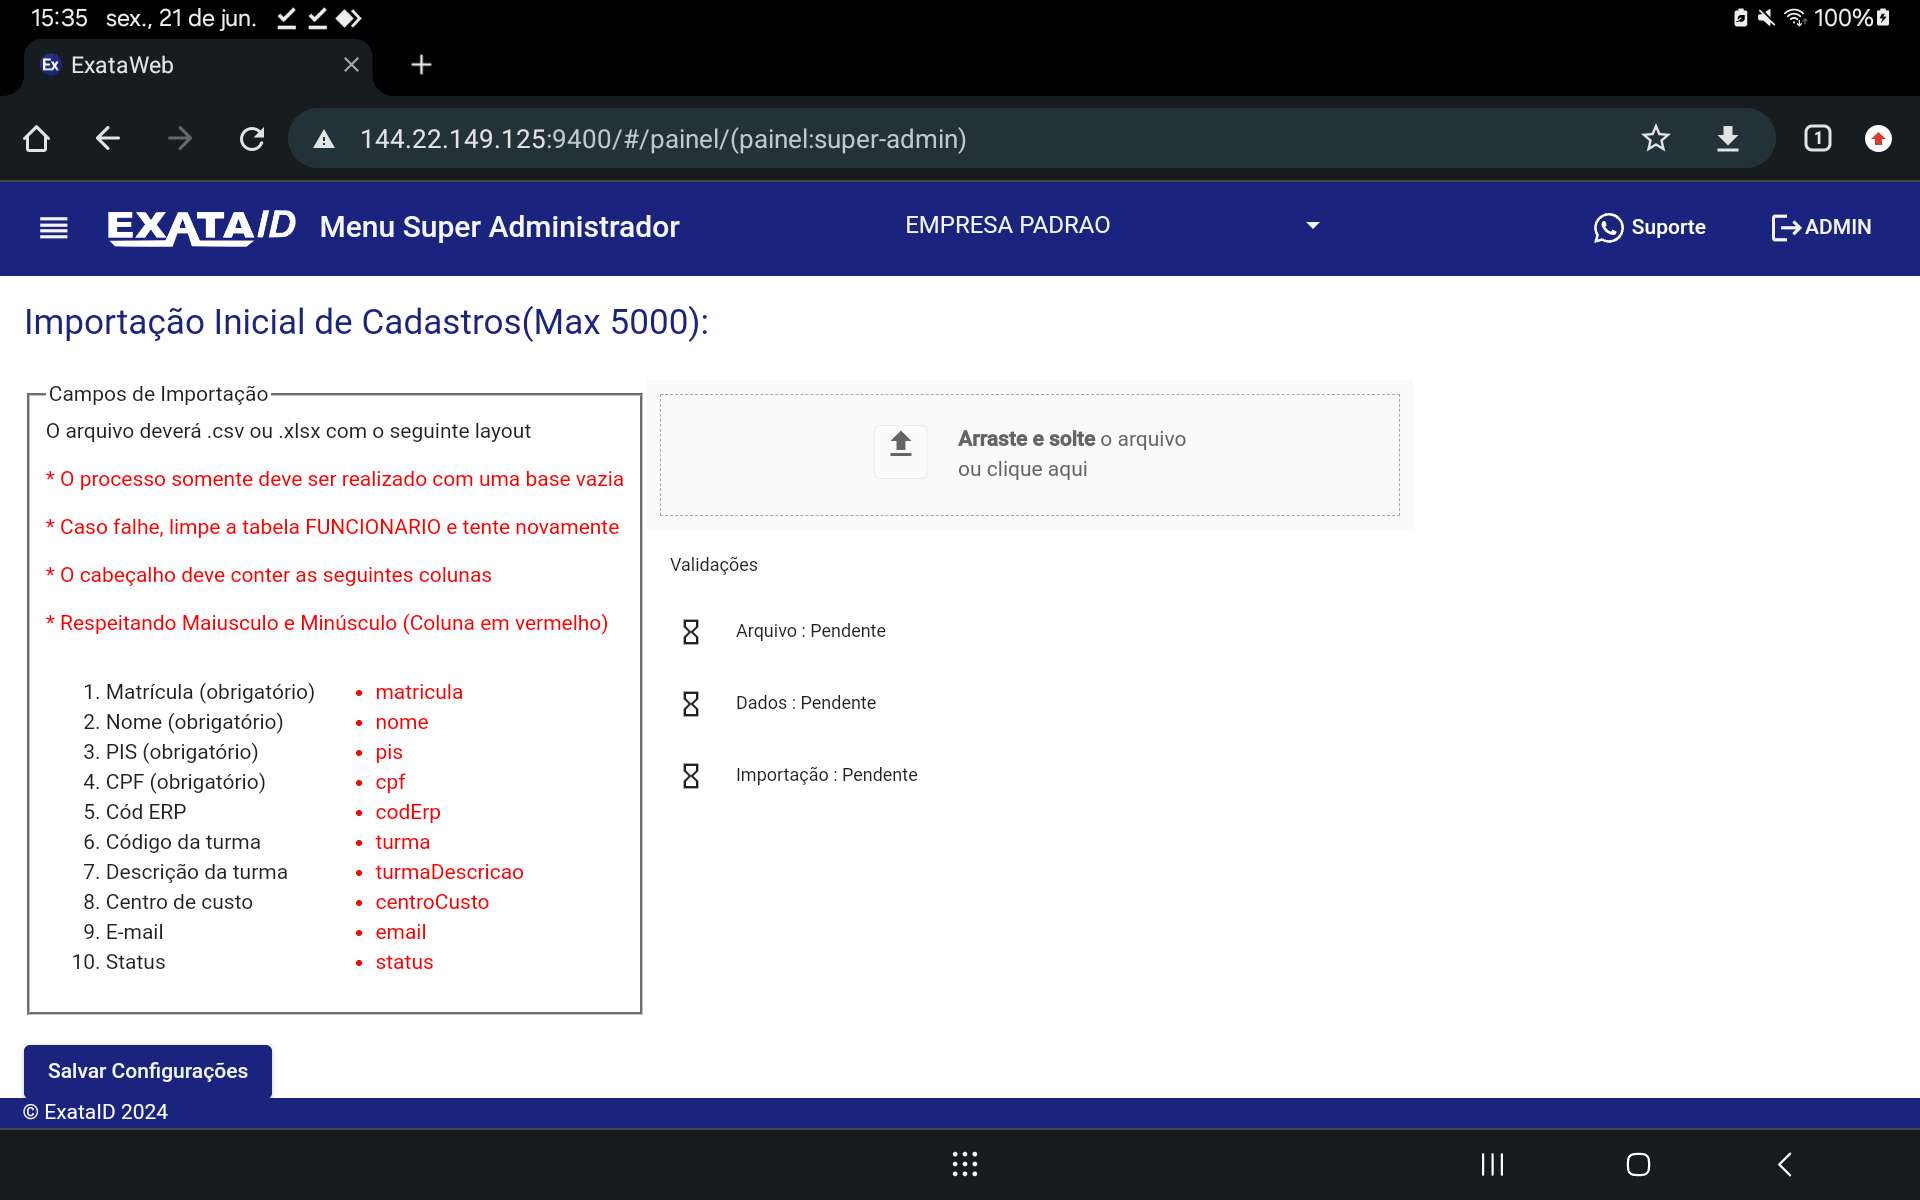 15:35 sex., 21 de jun. 100%
Ex ExataWeb
144.22.149.125:9400/#/painel/(painel:super-admin) 1
EXATAID Menu Super Administrador EMPRESA PADRAO Suporte ADMIN
Importação Inicial de Cadastros(Max 5000):
Campos de Importação
O arquivo deverá .csv ou .xlsx com o seguinte layout
* O processo somente deve ser realizado com uma base vazia
* Caso falhe, limpe a tabela FUNCIONARIO e tente novamente
* O cabeçalho deve conter as seguintes colunas
* Respeitando Maiusculo e Minúsculo (Coluna em vermelho)
1. Matrícula (obrigatório) • matricula
2. Nome (obrigatório) • nome
3. PIS (obrigatório) • pis
4. CPF (obrigatório) • cpf
5. Cód ERP • codErp
6. Código da turma • turma
7. Descrição da turma • turmaDescricao
8. Centro de custo • centroCusto
9. E-mail • email
10. Status • status
Arraste e solte o arquivo
ou clique aqui
Validações
Arquivo : Pendente
Dados : Pendente
Importação : Pendente
Salvar Configurações
© ExataID 2024